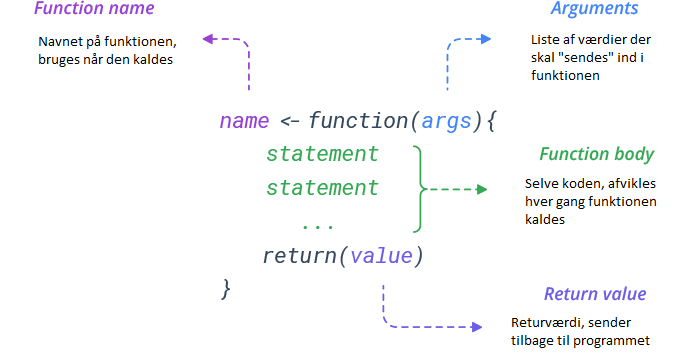 Function name
Navnet på funktionen,
bruges når den kaldes
Arguments
Liste af værdier der
skal "sendes" ind i
funktionen
name <- function(args){
statement
statement
...
return(value)
}
Function body
Selve koden, afvikles
hver gang funktionen
kaldes
Return value
Returværdi, sender
tilbage til programmet